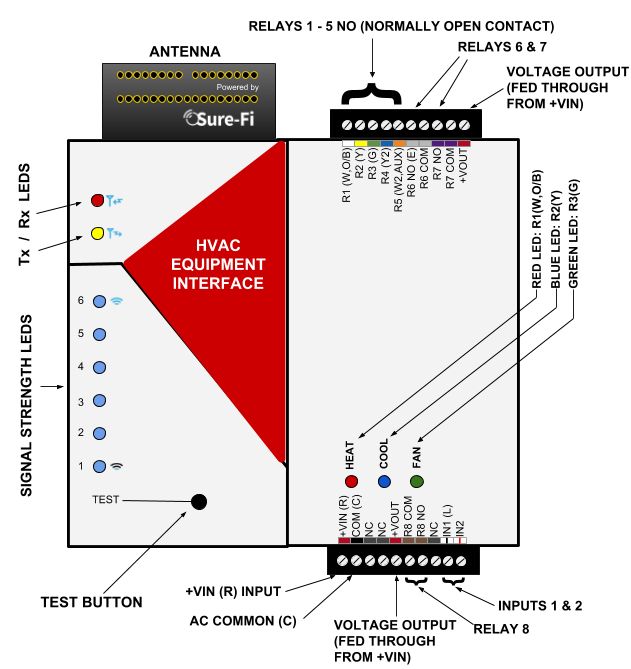 RELAYS 1 - 5 NO (NORMALLY OPEN CONTACT)
RELAYS 6 & 7
ANTENNA
VOLTAGE OUTPUT
(FED THROUGH
FROM +VIN)
Powered by
Sure-Fi
R1 (W,O/B)
R2 (Y)
R3 (G)
R4 (Y2)
R5 (W2,AUX)
R6 NO (E)
R6 COM
R7 NO
R7 COM
+VOUT
Tx / Rx LEDS
HVAC
EQUIPMENT
INTERFACE
RED LED: R1(W,O/B)
BLUE LED: R2(Y)
GREEN LED: R3(G)
SIGNAL STRENGTH LEDS
6
5
4
3
2
1
HEAT
COOL
FAN
TEST
+VIN (R)
COM (C)
NC
NC
+VOUT
R8 COM
R8 NO
NC
IN1 (L)
IN2
TEST BUTTON
+VIN (R) INPUT
AC COMMON (C)
VOLTAGE OUTPUT
(FED THROUGH
FROM +VIN)
RELAY 8
INPUTS 1 & 2